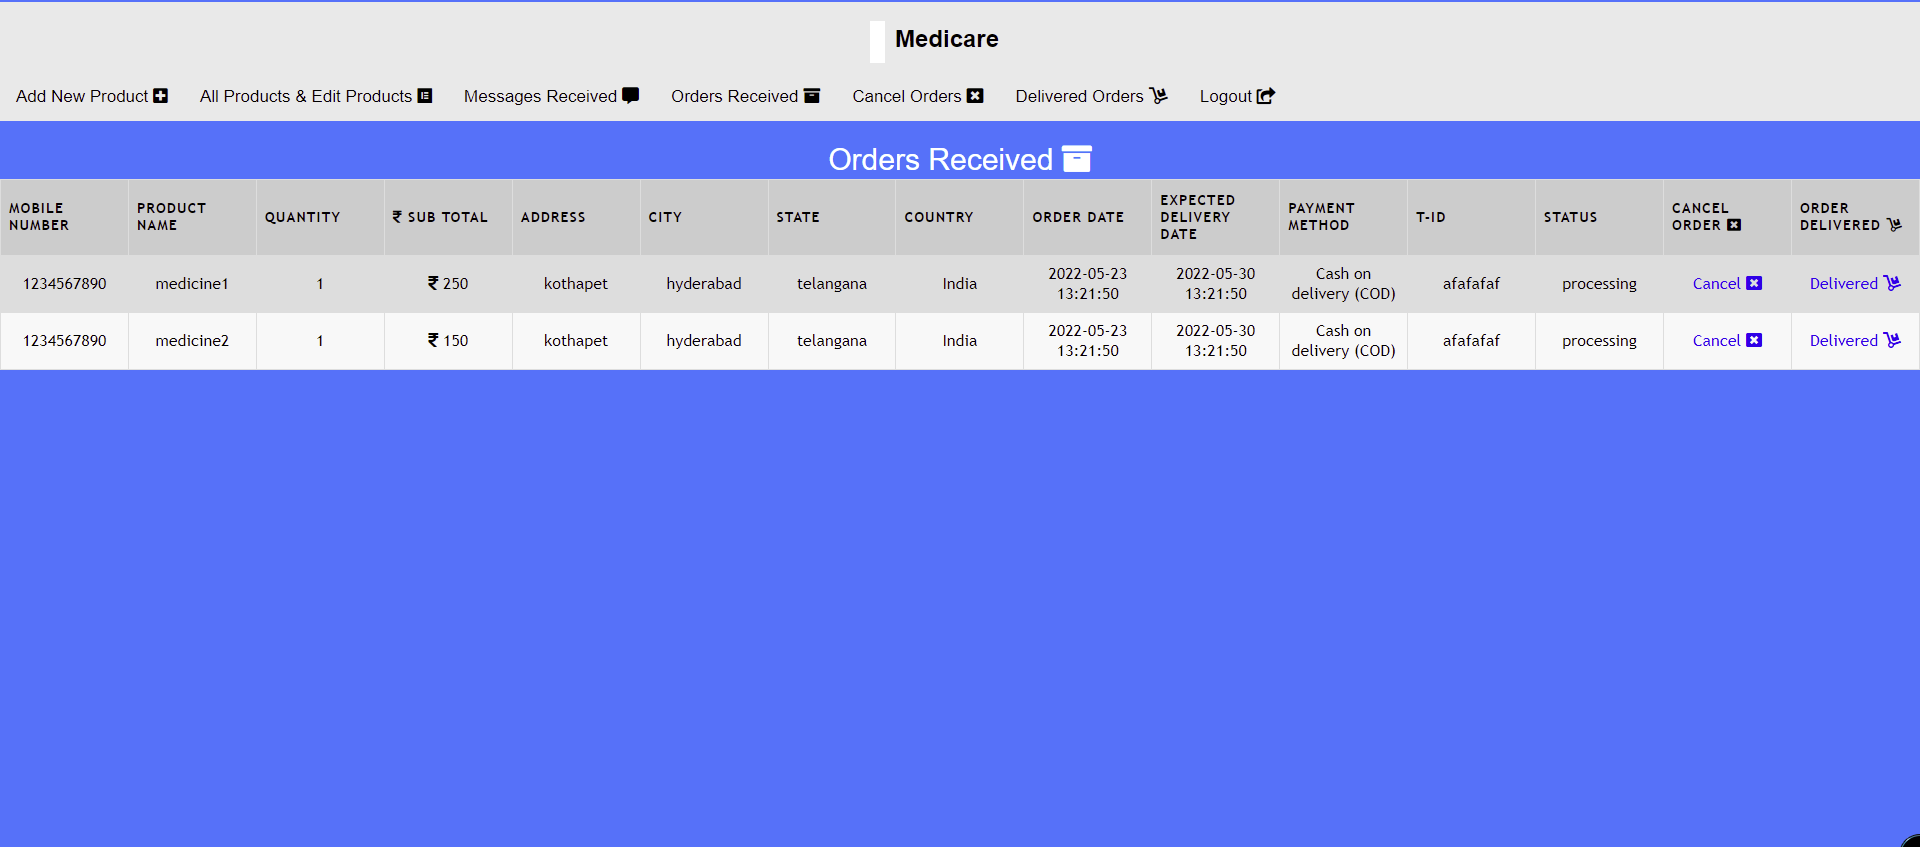 Medicare
Add New Product All Products & Edit Products Messages Received Orders Received Cancel Orders Delivered Orders Logout
Orders Received
MOBILE NUMBER PRODUCT NAME QUANTITY ₹ SUB TOTAL ADDRESS CITY STATE COUNTRY ORDER DATE EXPECTED DELIVERY DATE PAYMENT METHOD T-ID STATUS CANCEL ORDER ORDER DELIVERED
1234567890 medicine1 1 ₹ 250 kothapet hyderabad telangana India 2022-05-23 13:21:50 2022-05-30 13:21:50 Cash on delivery (COD) afafafaf processing Cancel Delivered
1234567890 medicine2 1 ₹ 150 kothapet hyderabad telangana India 2022-05-23 13:21:50 2022-05-30 13:21:50 Cash on delivery (COD) afafafaf processing Cancel Delivered